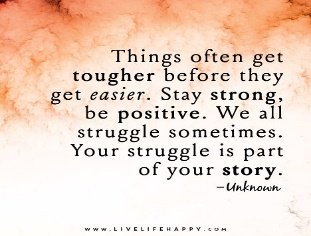 Things often get
tougher before they
get easier. Stay strong,
be positive. We all
struggle sometimes.
Your struggle is part
of your story.
–Unknown
WWW.LIVELIFEHAPPY.COM